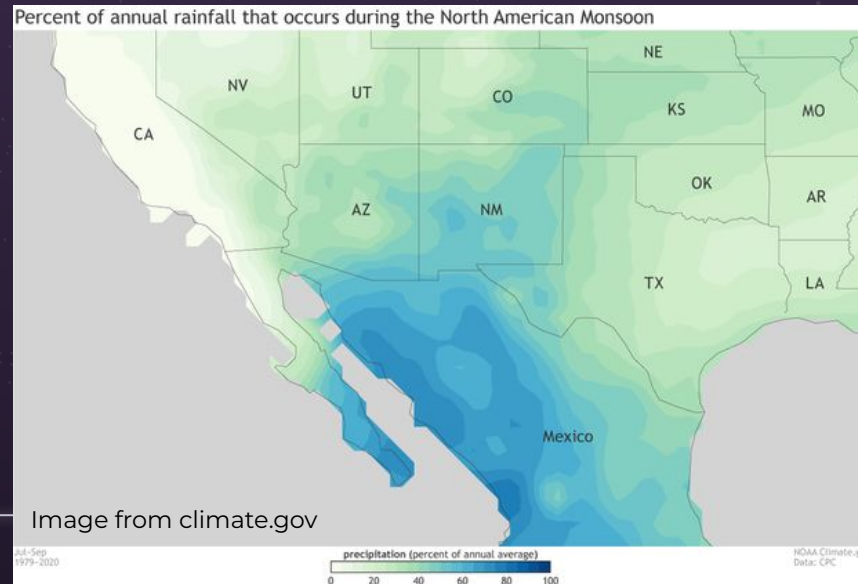 Percent of annual rainfall that occurs during the North American Monsoon
NE
NV
UT
CO
KS
MO
CA
OK
AZ
NM
AR
TX
LA
Mexico
Image from climate.gov
Jul-Sep
1979-2020
precipitation (percent of annual average)
0 20 40 60 80 100
NOAA Climate.g
Data: CPC